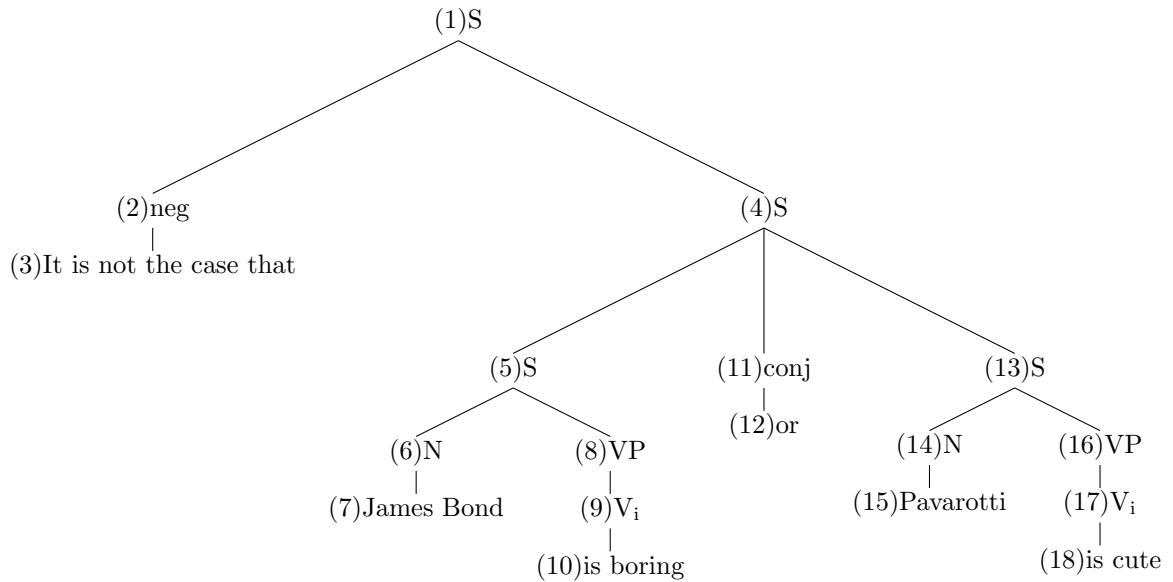 (1)S
(2)neg (4)S
(3)It is not the case that
(5)S (11)conj (13)S
(12)or
(6)N (8)VP (14)N (16)VP
(7)James Bond (9)Vi (15)Pavarotti (17)Vi
(10)is boring (18)is cute